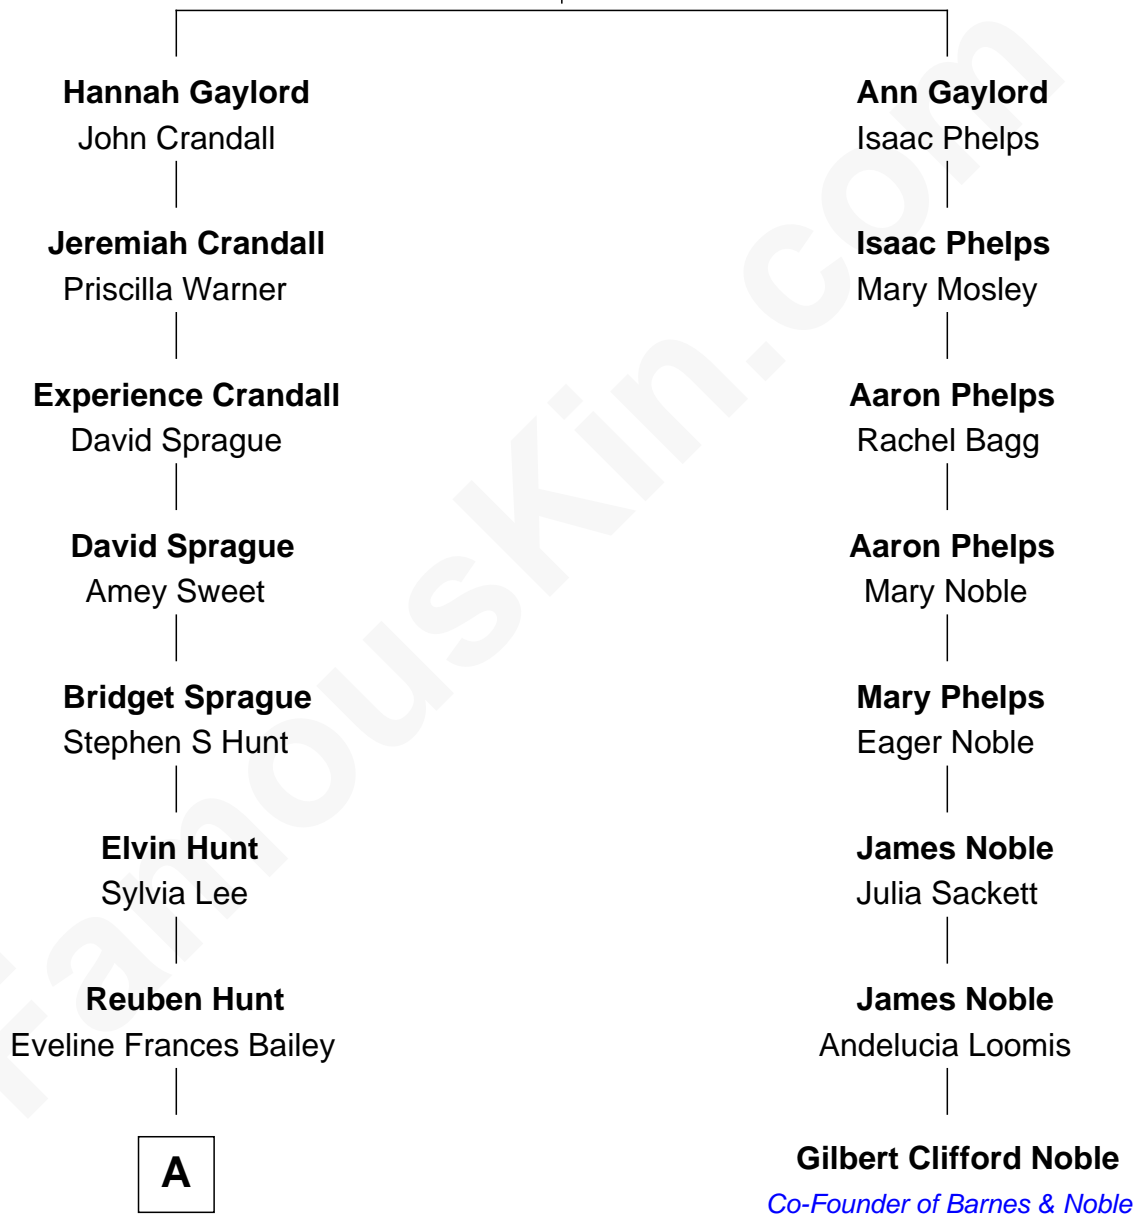 Hannah Gaylord
John Crandall
Jeremiah Crandall
Priscilla Warner
Experience Crandall
David Sprague
David Sprague
Amey Sweet
Bridget Sprague
Stephen S Hunt
Elvin Hunt
Sylvia Lee
Reuben Hunt
Eveline Frances Bailey
A
Ann Gaylord
Isaac Phelps
Isaac Phelps
Mary Mosley
Aaron Phelps
Rachel Bagg
Aaron Phelps
Mary Noble
Mary Phelps
Eager Noble
James Noble
Julia Sackett
James Noble
Andelucia Loomis
Gilbert Clifford Noble
Co-Founder of Barnes & Noble
FamousKin.com